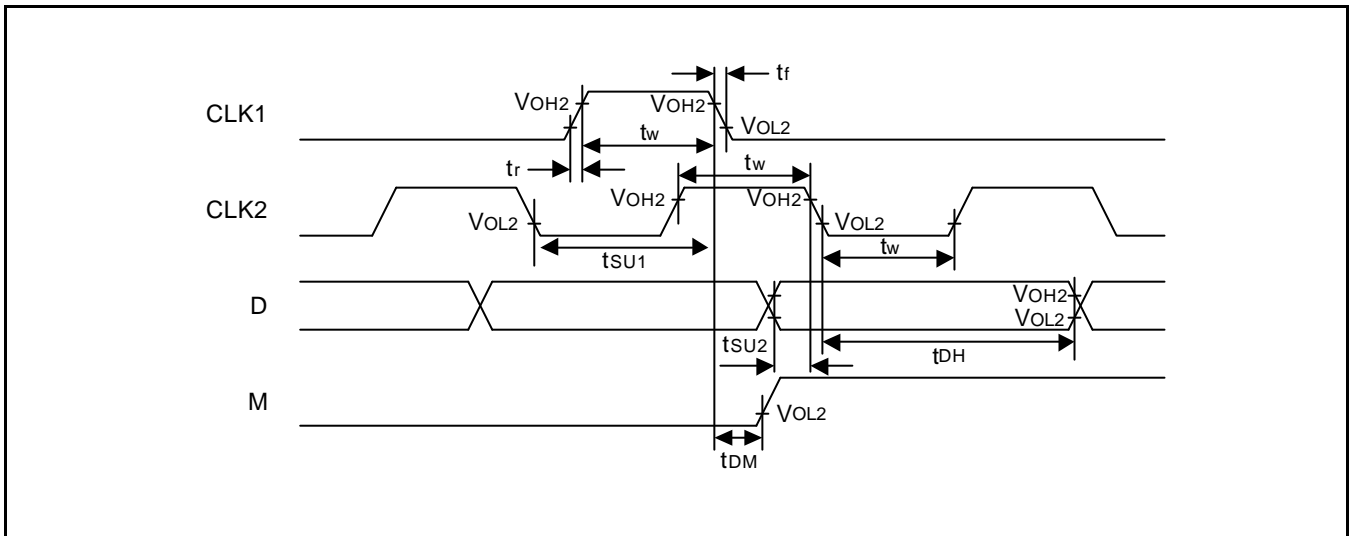 tf
CLK1
VOH2
VOH2
VOL2
tw
tr
tw
CLK2
VOH2
VOH2
VOL2
VOL2
tw
tSU1
D
VOH2
VOL2
tSU2
tDH
M
VOL2
tDM